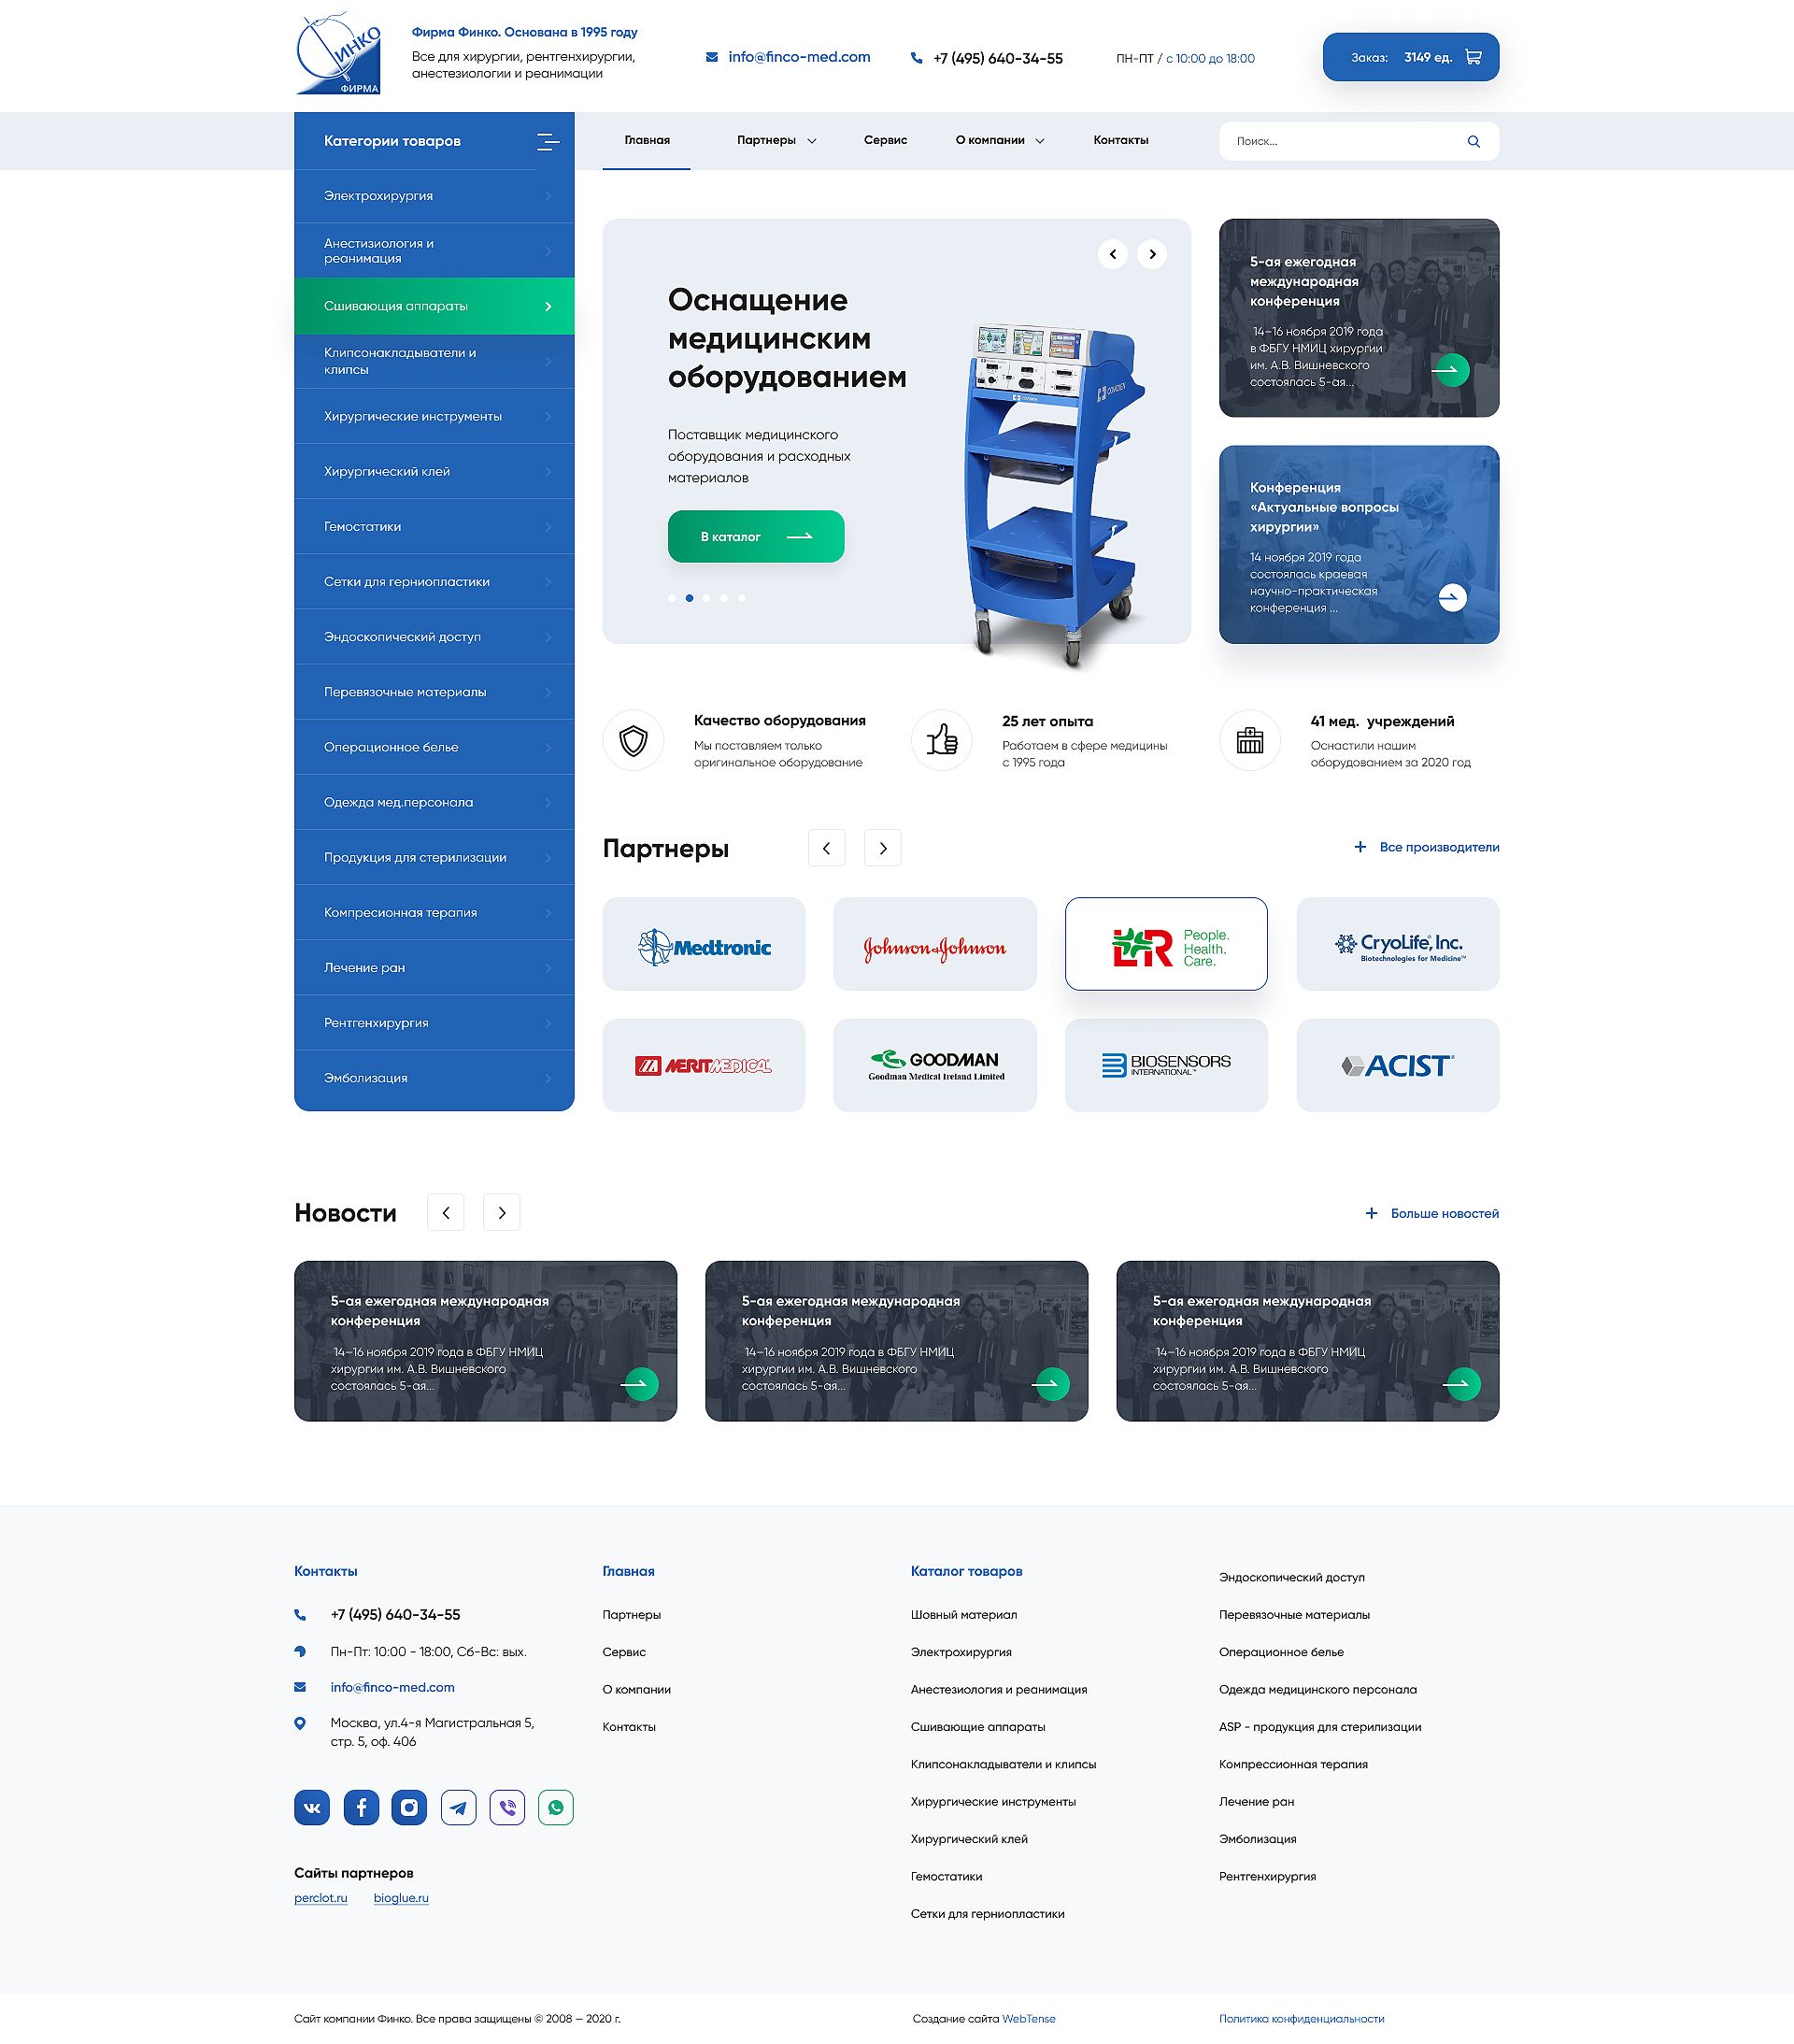 ФИНКО
ФИРМА
Фирма Финко. Основана в 1995 году
Все для хирургии, рентгенхирургии,
анестезиологии и реанимации
info@finco-med.com
+7 (495) 640-34-55
ПН-ПТ / с 10:00 до 18:00
Заказ: 3149 ед.
Категории товаров
Главная
Партнеры
Сервис
О компании
Контакты
Поиск...
Электрохирургия
Анестизиология и
реанимация
Сшивающия аппараты
Клипсонакладыватели и
клипсы
Хирургические инструменты
Хирургический клей
Гемостатики
Сетки для герниопластики
Эндоскопический доступ
Перевязочные материалы
Операционное белье
Одежда мед.персонала
Продукция для стерилизации
Компресионная терапия
Лечение ран
Рентгенхирургия
Эмболизация
Оснащение
медицинским
оборудованием
Поставщик медицинского
оборудования и расходных
материалов
В каталог
COVIDIEN
COVIDIEN
5-ая ежегодная
международная
конференция
14–16 ноября 2019 года
в ФБГУ НМИЦ хирургии
им. А.В. Вишневского
состоялась 5-ая...
Конференция
«Актуальные вопросы
хирургии»
14 ноября 2019 года
состоялась краевая
научно-практическая
конференция ...
Качество оборудования
Мы поставляем только
оригинальное оборудование
25 лет опыта
Работаем в сфере медицины
с 1995 года
41 мед. учреждений
Оснастили нашим
оборудованием за 2020 год
Партнеры
Все производители
Medtronic
Johnson & Johnson
L&R People.
Health.
Care.
CryoLife, Inc.
Biotechnologies for Medicine™
MERITMEDICAL
GOODMAN
Goodman Medical Ireland Limited
BIOSENSORS
INTERNATIONAL™
ACIST®
Новости
Больше новостей
5-ая ежегодная международная
конференция
14–16 ноября 2019 года в ФБГУ НМИЦ
хирургии им. А.В. Вишневского
состоялась 5-ая...
5-ая ежегодная международная
конференция
14–16 ноября 2019 года в ФБГУ НМИЦ
хирургии им. А.В. Вишневского
состоялась 5-ая...
5-ая ежегодная международная
конференция
14–16 ноября 2019 года в ФБГУ НМИЦ
хирургии им. А.В. Вишневского
состоялась 5-ая...
Контакты
+7 (495) 640-34-55
Пн-Пт: 10:00 - 18:00, Сб-Вс: вых.
info@finco-med.com
Москва, ул.4-я Магистральная 5,
стр. 5, оф. 406
Сайты партнеров
perclot.ru
bioglue.ru
Главная
Партнеры
Сервис
О компании
Контакты
Каталог товаров
Шовный материал
Электрохирургия
Анестезиология и реанимация
Сшивающие аппараты
Клипсонакладыватели и клипсы
Хирургические инструменты
Хирургический клей
Гемостатики
Сетки для герниопластики
Эндоскопический доступ
Перевязочные материалы
Операционное белье
Одежда медицинского персонала
ASP - продукция для стерилизации
Компрессионная терапия
Лечение ран
Эмболизация
Рентгенхирургия
Сайт компании Финко. Все права защищены © 2008 — 2020 г.
Создание сайта WebTense
Политика конфиденциальности